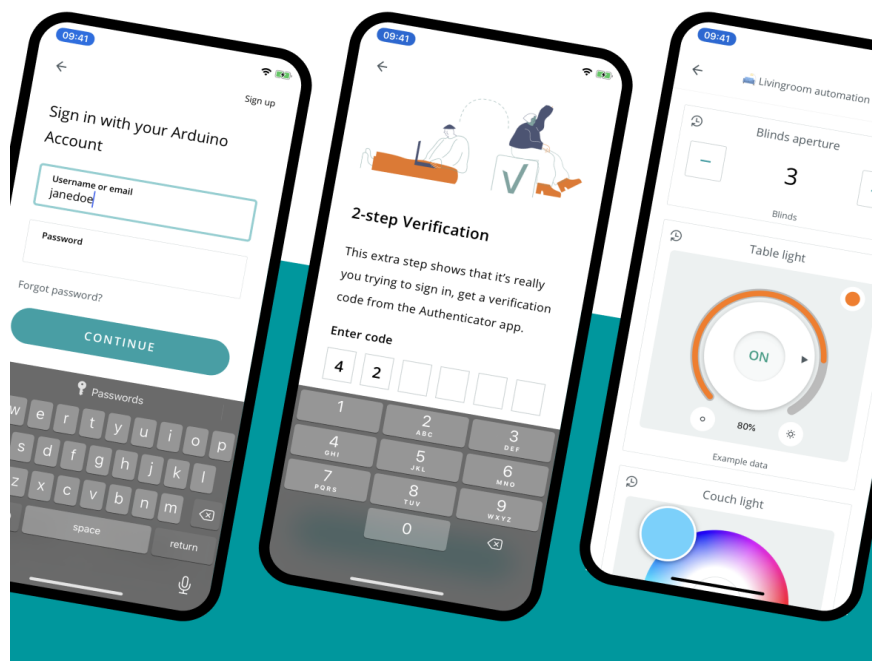 09:41
Sign up
Sign in with your Arduino
Account
Username or email
janedoe
Password
Forgot password?
CONTINUE
Passwords
w e r t y u i o p
s d f g h j k l
z x c v b n m
space
return
09:41
2-step Verification
This extra step shows that it’s really
you trying to sign in, get a verification
code from the Authenticator app.
Enter code
4 2
1
2 ABC
3 DEF
4 GHI
5 JKL
6 MNO
7 PQRS
8 TUV
9 WXYZ
0
09:41
Livingroom automation
Blinds aperture
3
Blinds
Table light
ON
80%
Example data
Couch light